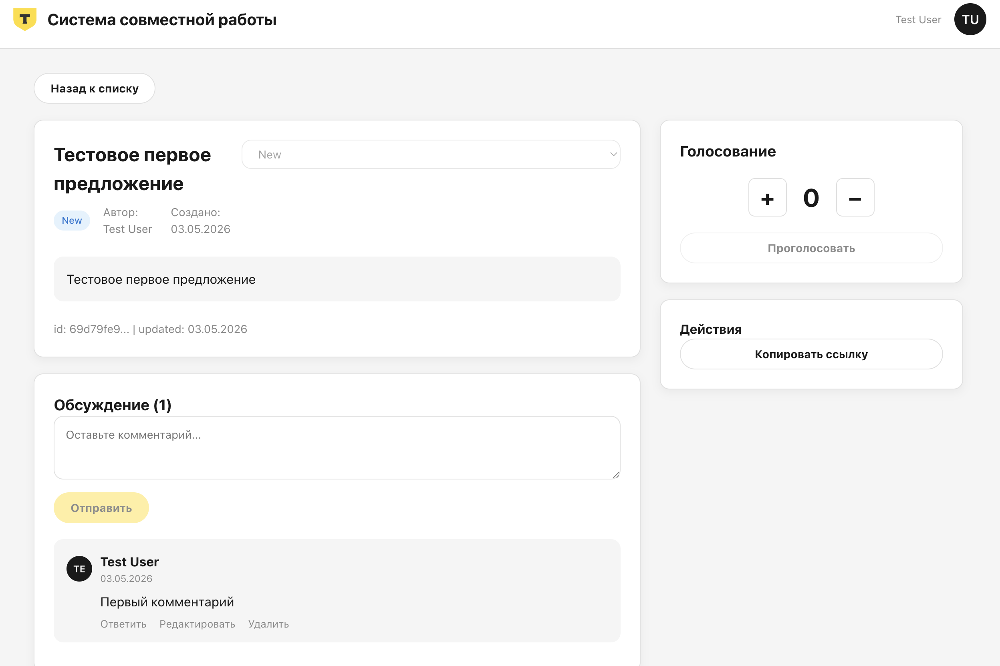 T
Система совместной работы
Test User
TU
Назад к списку
Тестовое первое
предложение
New
New
Автор:
Test User
Создано:
03.05.2026
Тестовое первое предложение
id: 69d79fe9... | updated: 03.05.2026
Голосование
+ 0 −
Проголосовать
Действия
Копировать ссылку
Обсуждение (1)
Оставьте комментарий...
Отправить
TE
Test User
03.05.2026
Первый комментарий
Ответить Редактировать Удалить